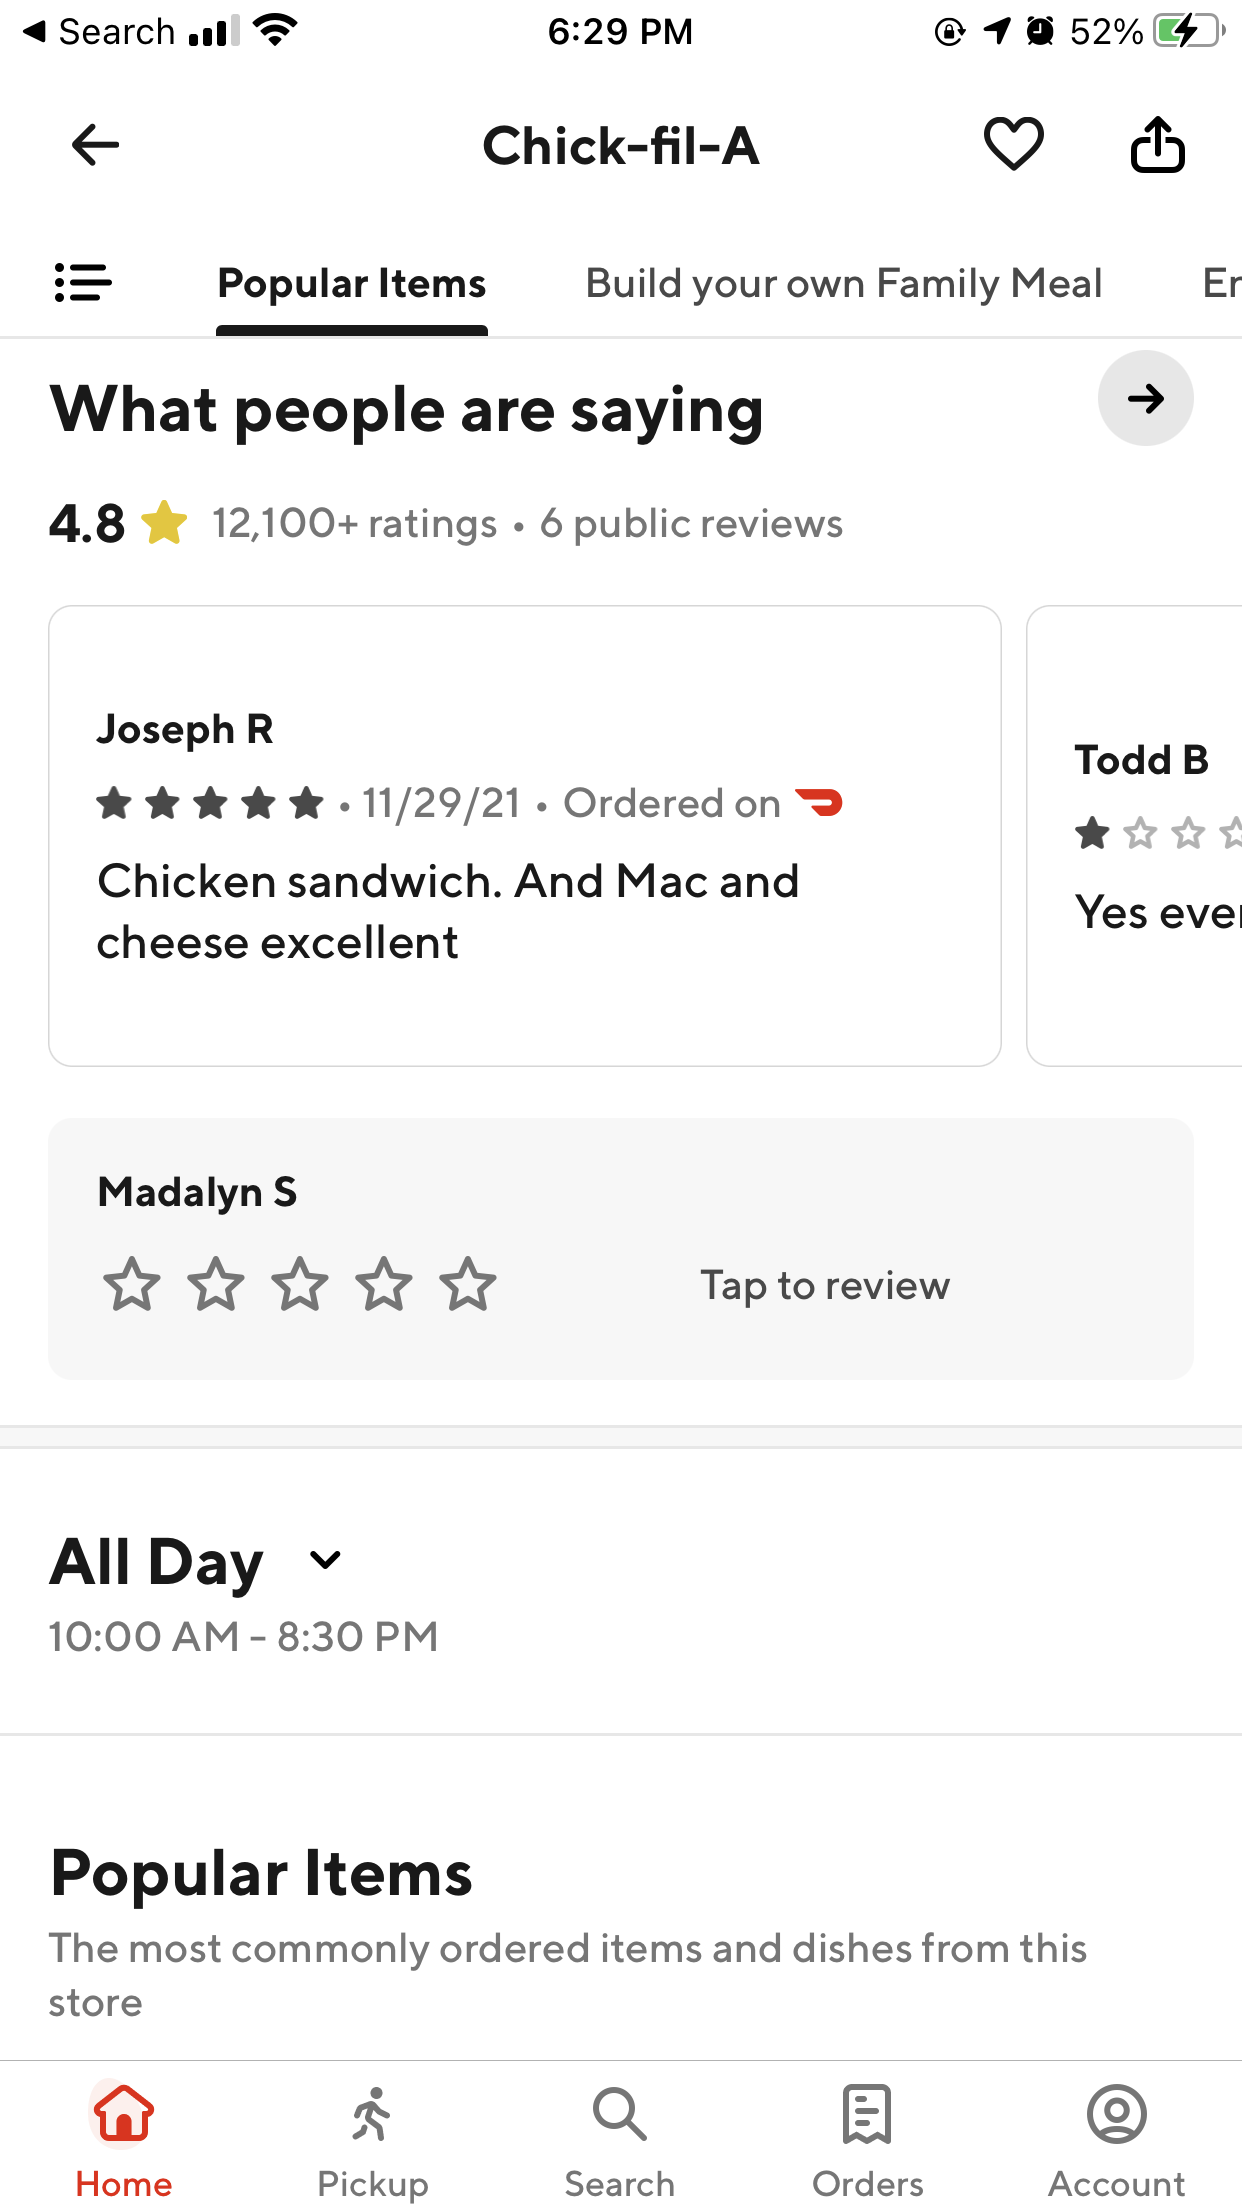 Search 6:29 PM 52%
Chick-fil-A
Popular Items Build your own Family Meal
What people are saying
4.8 12,100+ ratings • 6 public reviews
Joseph R
• 11/29/21 • Ordered on
Chicken sandwich. And Mac and
cheese excellent
Todd B
Yes
Madalyn S
Tap to review
All Day
10:00 AM - 8:30 PM
Popular Items
The most commonly ordered items and dishes from this
store
Home Pickup Search Orders Account